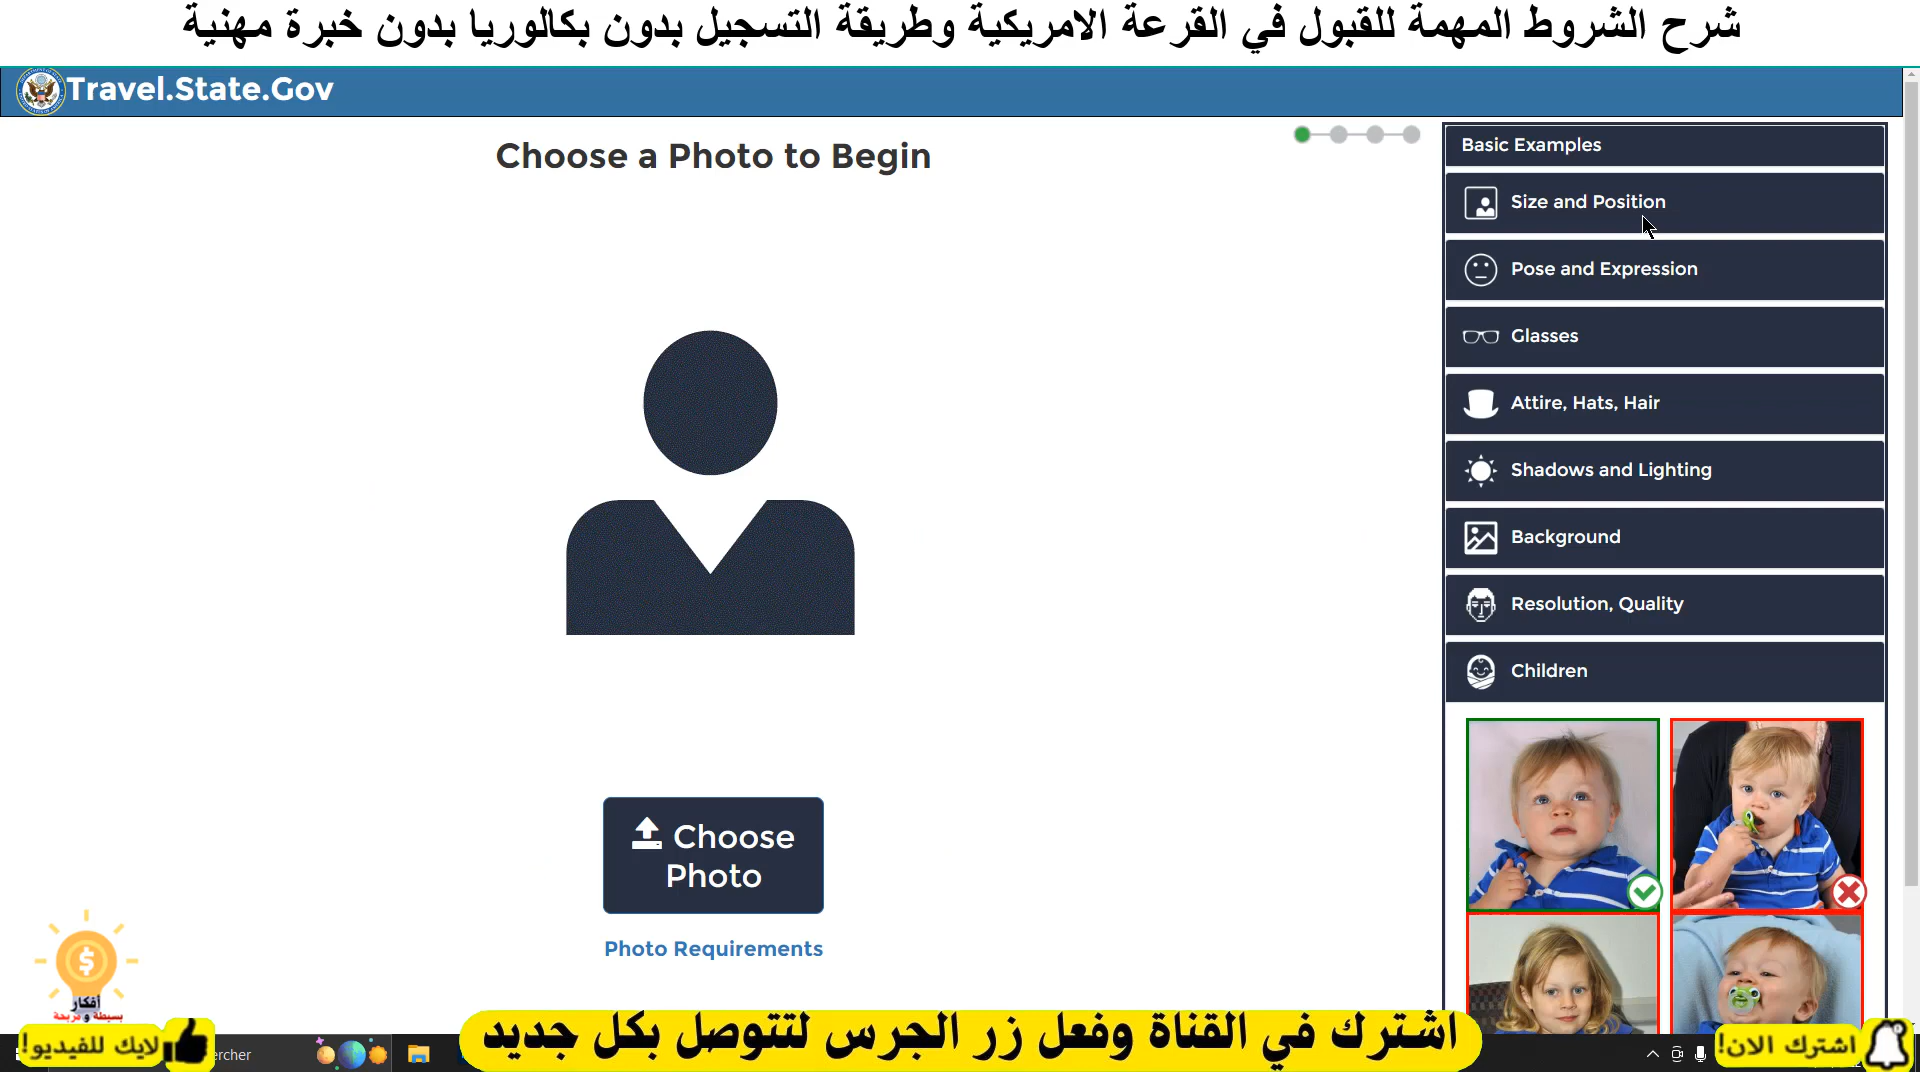 شرح الشروط المهمة للقبول في القرعة الامريكية وطريقة التسجيل بدون بكالوريا بدون خبرة مهنية
Travel.State.Gov
Choose a Photo to Begin
Basic Examples
Size and Position
Pose and Expression
Glasses
Attire, Hats, Hair
Shadows and Lighting
Background
Resolution, Quality
Children
Choose
Photo
Photo Requirements
$
أفكار
بسيطة و مربحة
لايك للفيديو!
cher
اشترك في القناة وفعل زر الجرس لتتوصل بكل جديد
اشترك الان!